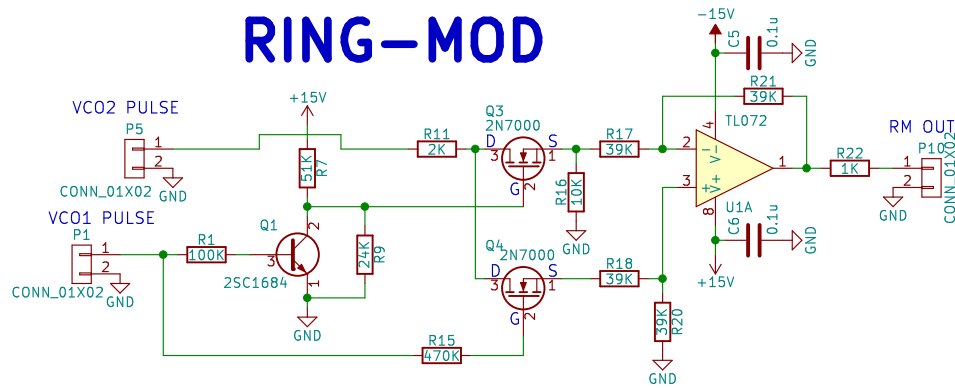 RING-MOD
-15V
C5
0.1u
GND
VCO2 PULSE
P5
1
2
CONN_01X02
GND
+15V
51K
R7
R11
2K
Q3
2N7000
D
3
S
1
G
2
R17
39K
R16
10K
GND
R21
39K
TL072
4
V-
2
-
3
+
V+
8
1
U1A
C6
0.1u
GND
+15V
R22
1K
RM OUT
P10
1
2
CONN_01X02
GND
VCO1 PULSE
P1
1
2
CONN_01X02
GND
R1
100K
Q1
2
3
1
2SC1684
GND
24K
R9
Q4
2N7000
D
3
S
1
G
2
R18
39K
39K
R20
GND
R15
470K